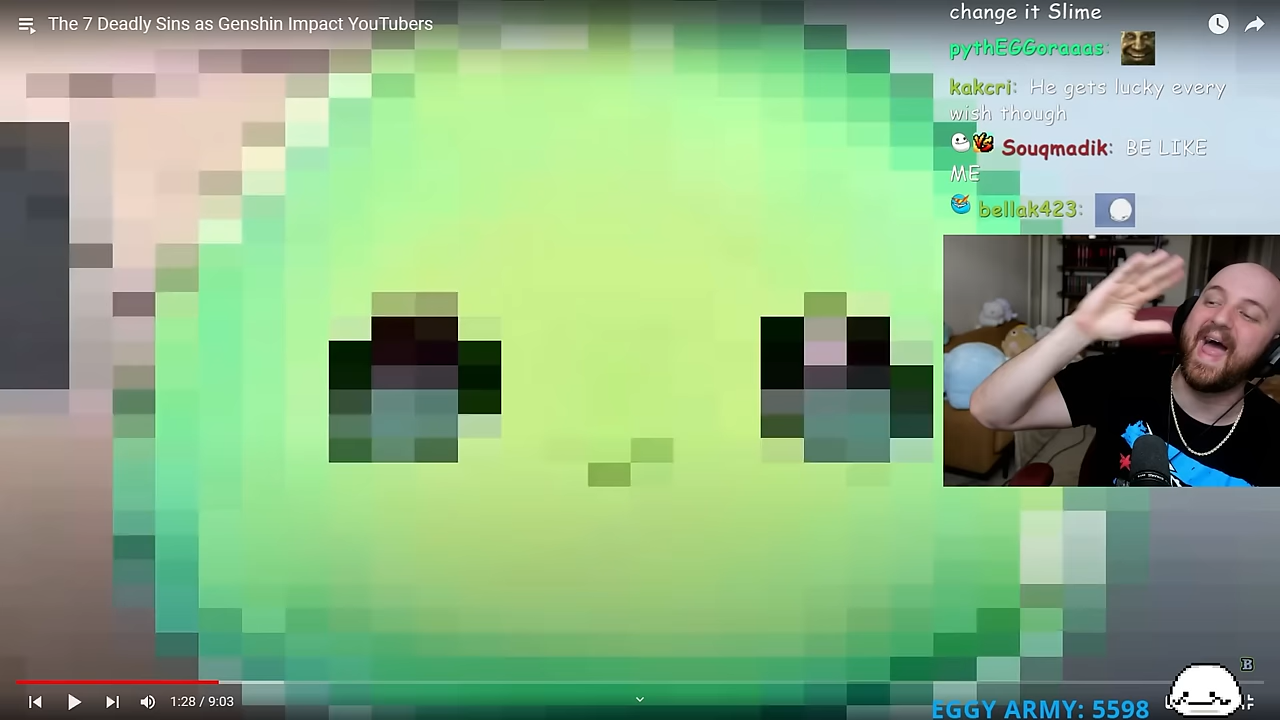 The 7 Deadly Sins as Genshin Impact YouTubers
change it Slime
pythEGGoraaas:
kakcri: He gets lucky every
wish though
VS Souqmadik: BE LIKE
ME
bellak423:
B
1:28 / 9:03
EGGY ARMY: 5598